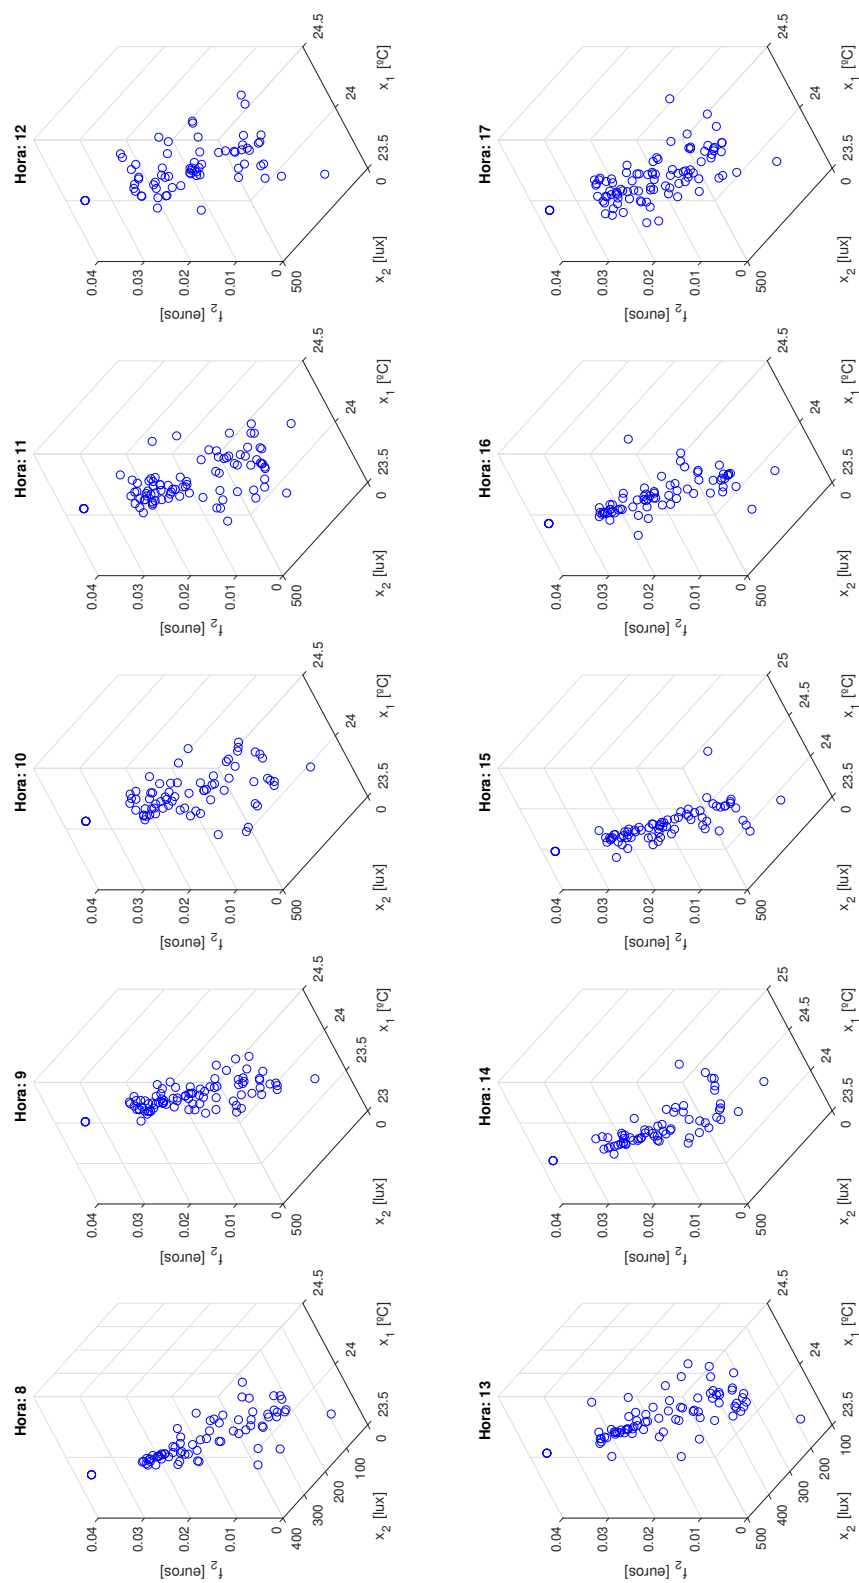 Hora: 8
0.04
0.03
0.02
0.01
0
f₂ [euros]
400
300
200
100
0
x₂ [lux]
23.5
24
24.5
x₁ [ºC]
Hora: 9
0.04
0.03
0.02
0.01
0
f₂ [euros]
500
0
x₂ [lux]
23
23.5
24
24.5
x₁ [ºC]
Hora: 10
0.04
0.03
0.02
0.01
0
f₂ [euros]
500
0
x₂ [lux]
23.5
24
24.5
x₁ [ºC]
Hora: 11
0.04
0.03
0.02
0.01
0
f₂ [euros]
500
0
x₂ [lux]
23.5
24
24.5
x₁ [ºC]
Hora: 12
0.04
0.03
0.02
0.01
0
f₂ [euros]
500
0
x₂ [lux]
23.5
24
24.5
x₁ [ºC]
Hora: 13
0.04
0.03
0.02
0.01
0
f₂ [euros]
500
400
300
200
100
x₂ [lux]
23.5
24
24.5
x₁ [ºC]
Hora: 14
0.04
0.03
0.02
0.01
0
f₂ [euros]
500
0
x₂ [lux]
23.5
24
24.5
25
x₁ [ºC]
Hora: 15
0.04
0.03
0.02
0.01
0
f₂ [euros]
500
0
x₂ [lux]
23.5
24
24.5
25
x₁ [ºC]
Hora: 16
0.04
0.03
0.02
0.01
0
f₂ [euros]
500
0
x₂ [lux]
23.5
24
24.5
x₁ [ºC]
Hora: 17
0.04
0.03
0.02
0.01
0
f₂ [euros]
500
0
x₂ [lux]
23.5
24
24.5
x₁ [ºC]